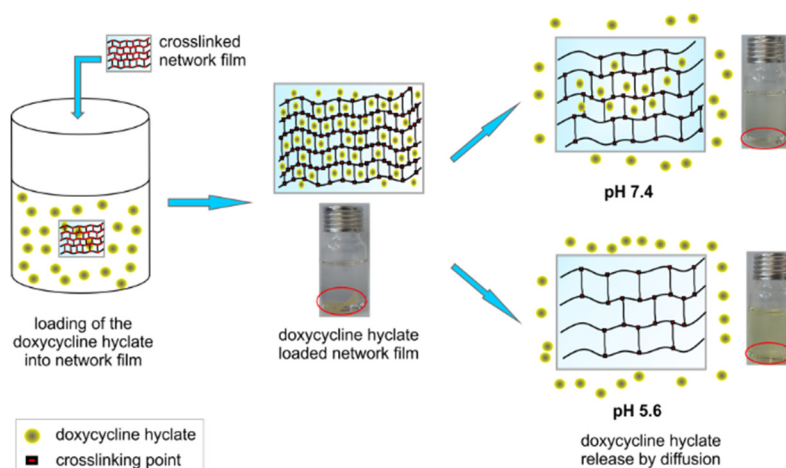 crosslinked
network film
loading of the
doxycycline hyclate
into network film
doxycycline hyclate
loaded network film
pH 7.4
pH 5.6
doxycycline hyclate
release by diffusion
doxycycline hyclate
crosslinking point